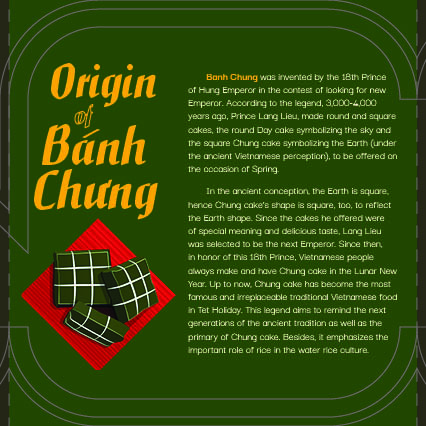 Origin
of
Bánh
Chưng
Banh Chung was invented by the 18th Prince
of Hung Emperor in the contest of looking for new
Emperor. According to the legend, 3,000-4,000
years ago, Prince Lang Lieu, made round and square
cakes, the round Day cake symbolizing the sky and
the square Chung cake symbolizing the Earth (under
the ancient Vietnamese perception), to be offered on
the occasion of Spring.
In the ancient conception, the Earth is square,
hence Chung cake's shape is square, too, to reflect
the Earth shape. Since the cakes he offered were
of special meaning and delicious taste, Lang Lieu
was selected to be the next Emperor. Since then,
in honor of this 18th Prince, Vietnamese people
always make and have Chung cake in the Lunar New
Year. Up to now, Chung cake has become the most
famous and irreplaceable traditional Vietnamese food
in Tet Holiday. This legend aims to remind the next
generations of the ancient tradition as well as the
primary of Chung cake. Besides, it emphasizes the
important role of rice in the water rice culture.